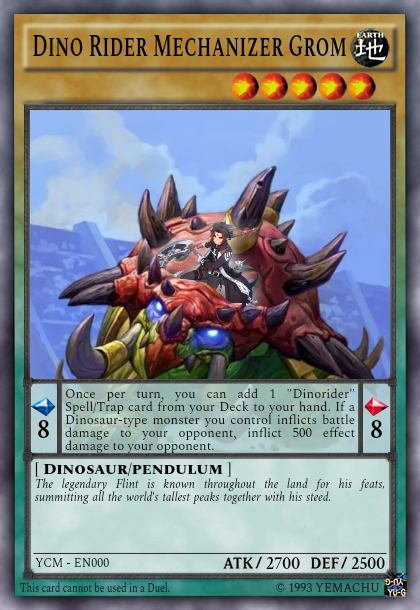 DINO RIDER MECHANIZER GROM
EARTH
地
Once per turn, you can add 1 "Dinorider"
Spell/Trap card from your Deck to your hand. If a
Dinosaur-type monster you control inflicts battle
damage to your opponent, inflict 500 effect
damage to your opponent.
8
8
[ DINOSAUR/PENDULUM ]
The legendary Flint is known throughout the land for his feats,
summitting all the world's tallest peaks together with his steed.
YCM - EN000
ATK / 2700 DEF / 2500
This card cannot be used in a Duel.
© 1993 YEMACHU